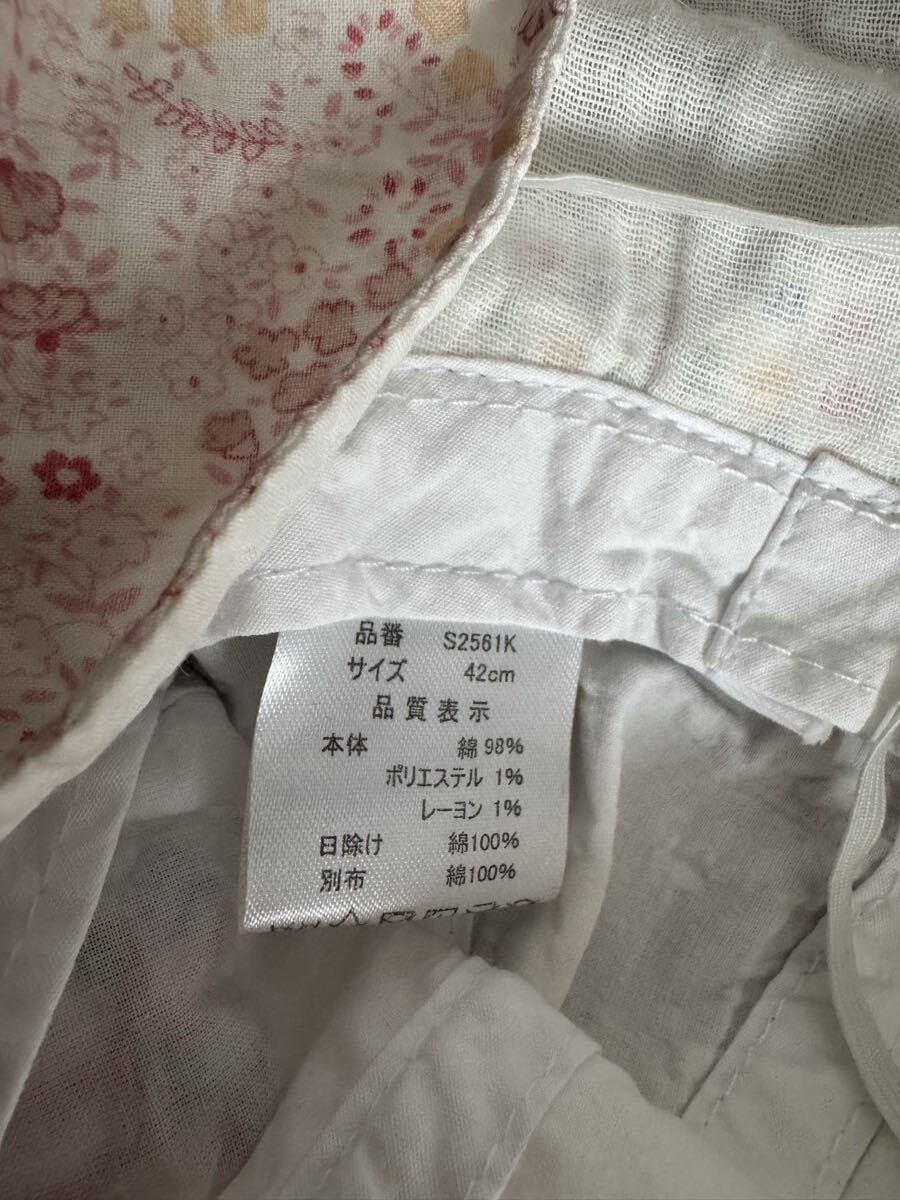 品番 S2561K
サイズ 42cm
品質表示
本体 綿 98%
ポリエステル 1%
レーヨン 1%
日除け 綿100%
別布 綿100%